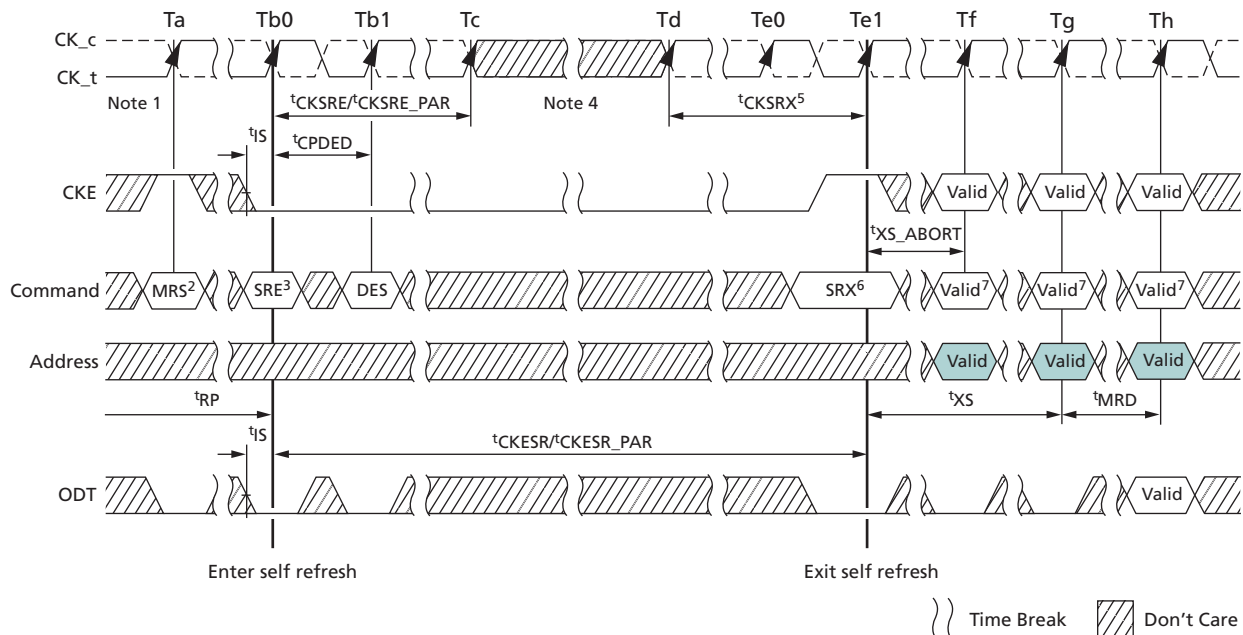 Ta Tb0 Tb1 Tc Td Te0 Te1 Tf Tg Th
CK_c
CK_t
Note 1 tCKSRE/tCKSRE_PAR Note 4 tCKSRX5
tIS tCPDED
CKE Valid Valid Valid
tXS_ABORT
Command MRS2 SRE3 DES SRX6 Valid7 Valid7 Valid7
Address Valid Valid Valid
tRP tXS tMRD
tIS tCKESR/tCKESR_PAR
ODT Valid
Enter self refresh Exit self refresh
Time Break Don't Care